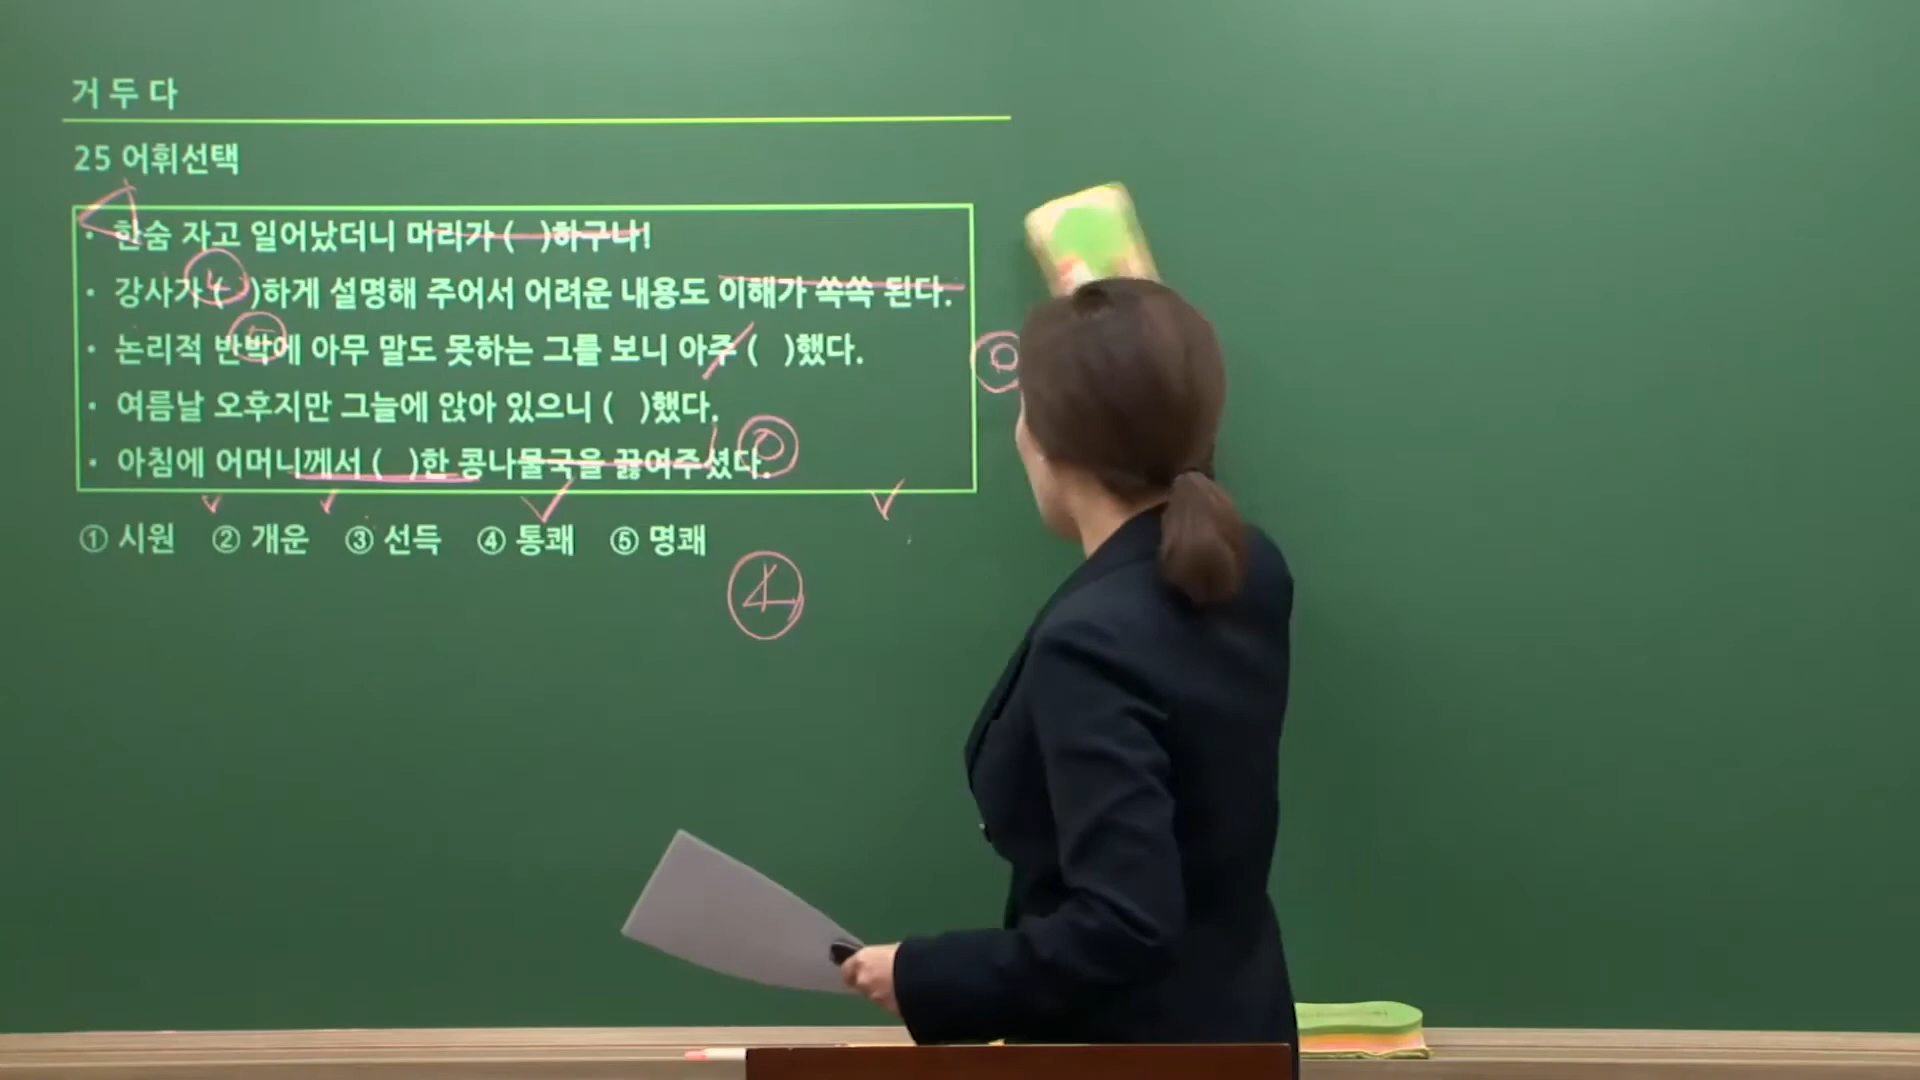 거두다
25 어휘선택
• 한숨 자고 일어났더니 머리가 ( )하구나!
• 강사가 ( )하게 설명해 주어서 어려운 내용도 이해가 쏙쏙 된다.
• 논리적 반박에 아무 말도 못하는 그를 보니 아주 ( )했다.
• 여름날 오후지만 그늘에 앉아 있으니 ( )했다.
• 아침에 어머니께서 ( )한 콩나물국을 끓여주셨다.
① 시원 ② 개운 ③ 선득 ④ 통쾌 ⑤ 명쾌
④